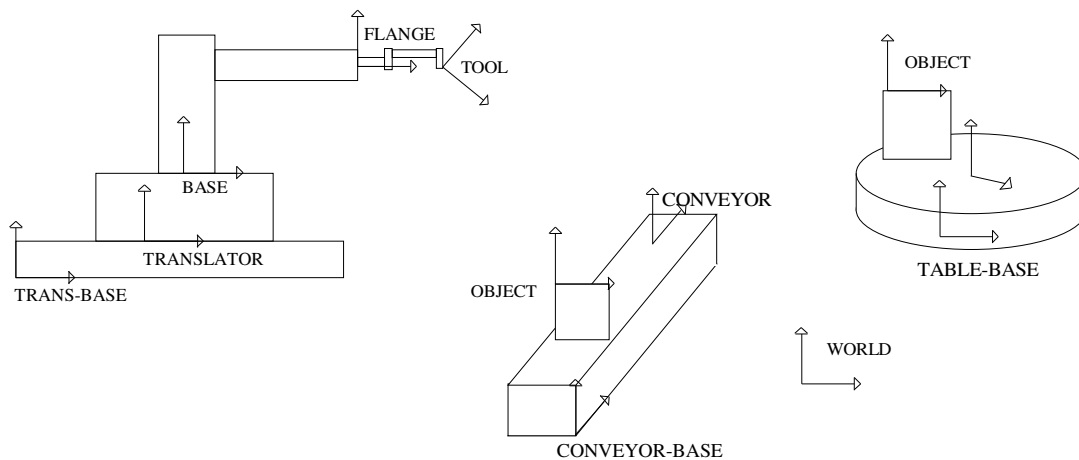 FLANGE
TOOL
OBJECT
BASE
CONVEYOR
TRANSLATOR
TABLE-BASE
TRANS-BASE
OBJECT
WORLD
CONVEYOR-BASE